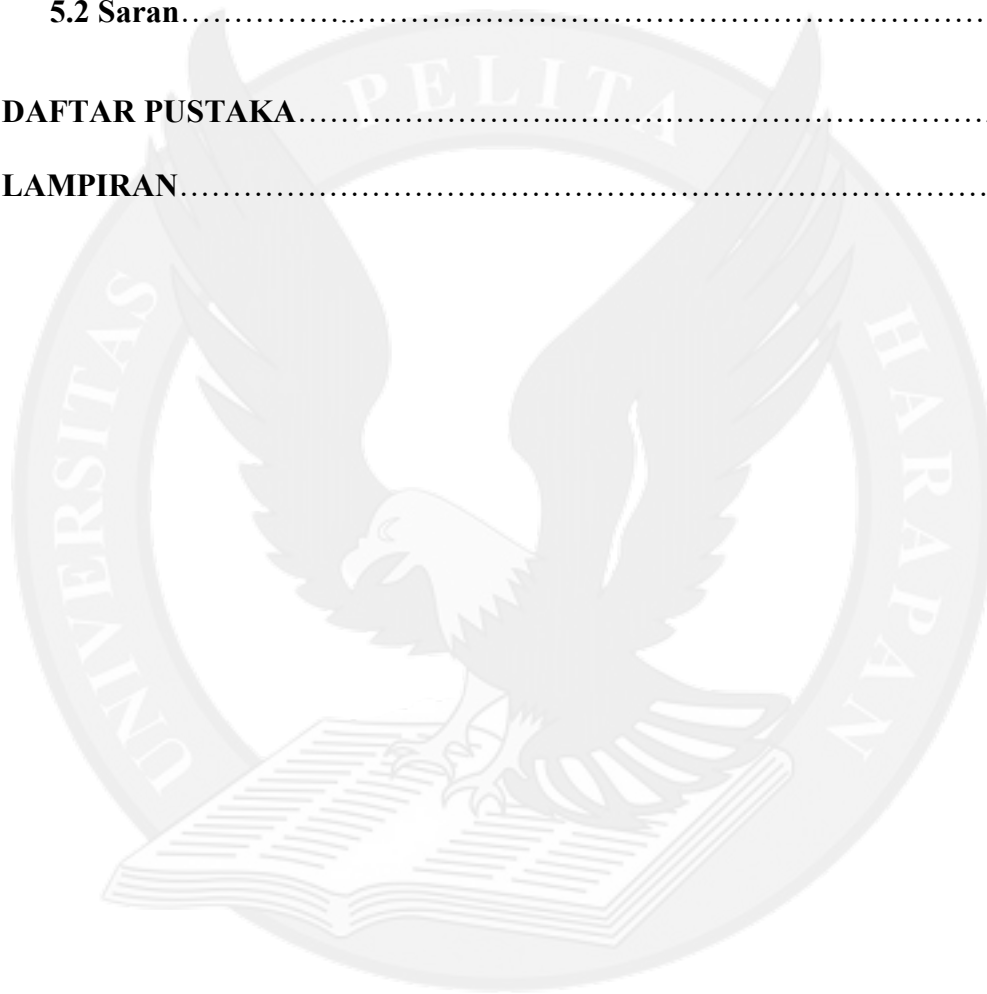 5.2 Saran……………..……………………………………………………
DAFTAR PUSTAKA……………………..…………………………………
LAMPIRAN……………………………………………………………………
UNIVERSITAS PELITA HARAPAN